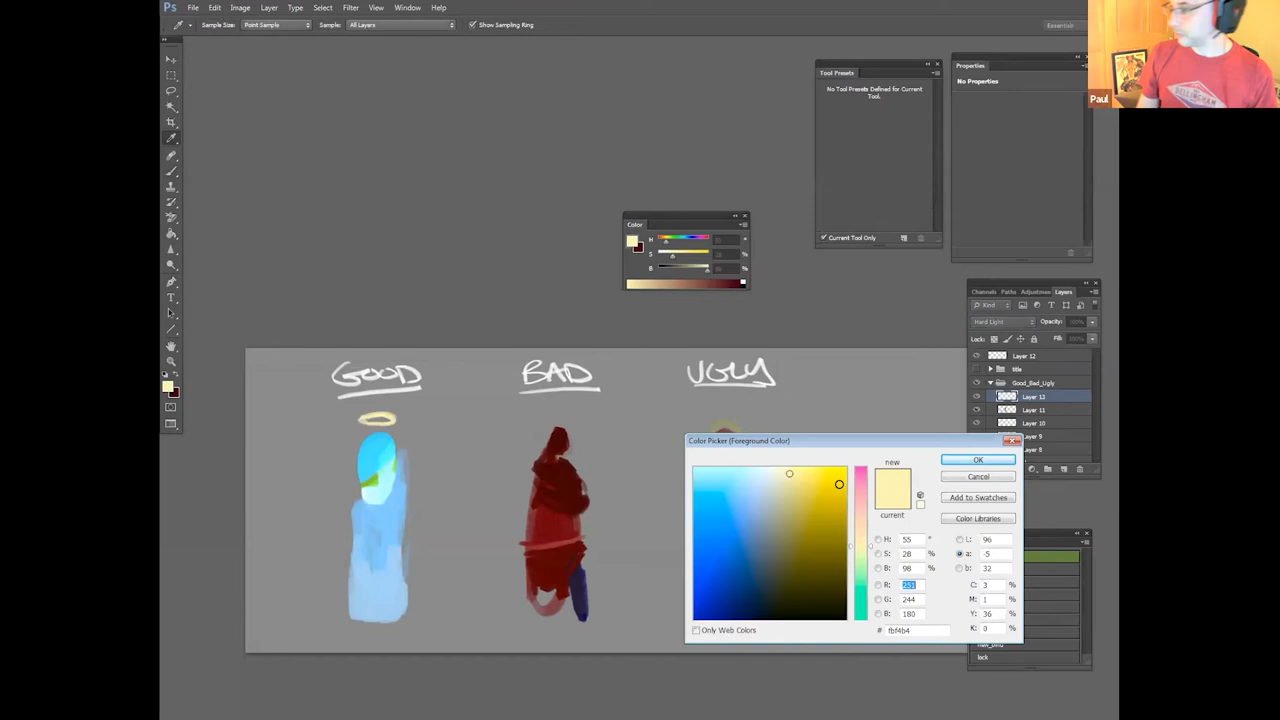 Ps File Edit Image Layer Type Select Filter View Window Help
Sample Size: Point Sample Sample: All Layers Show Sampling Ring Essentials
Paul
BELLINGHAM
Tool Presets
No Tool Presets Defined for Current
Tool.
Current Tool Only
Properties
No Properties
Color
H °
S %
B %
Channels Paths Adjustmen Layers
Kind
Hard Light Opacity: 100%
Lock: Fill:
Layer 12
title
Good_Bad_Ugly
Layer 13
Layer 11
Layer 10
Layer 9
Layer 8
lock
GOOD BAD UGLY
Color Picker (Foreground Color)
new
current
OK
Cancel
Add to Swatches
Color Libraries
H: 55 ° L: 96
S: 28 % a: -5
B: 98 % b: 32
R: 251 C: 3 %
G: 244 M: 1 %
B: 180 Y: 36 %
# fbf4b4 K: 0 %
Only Web Colors